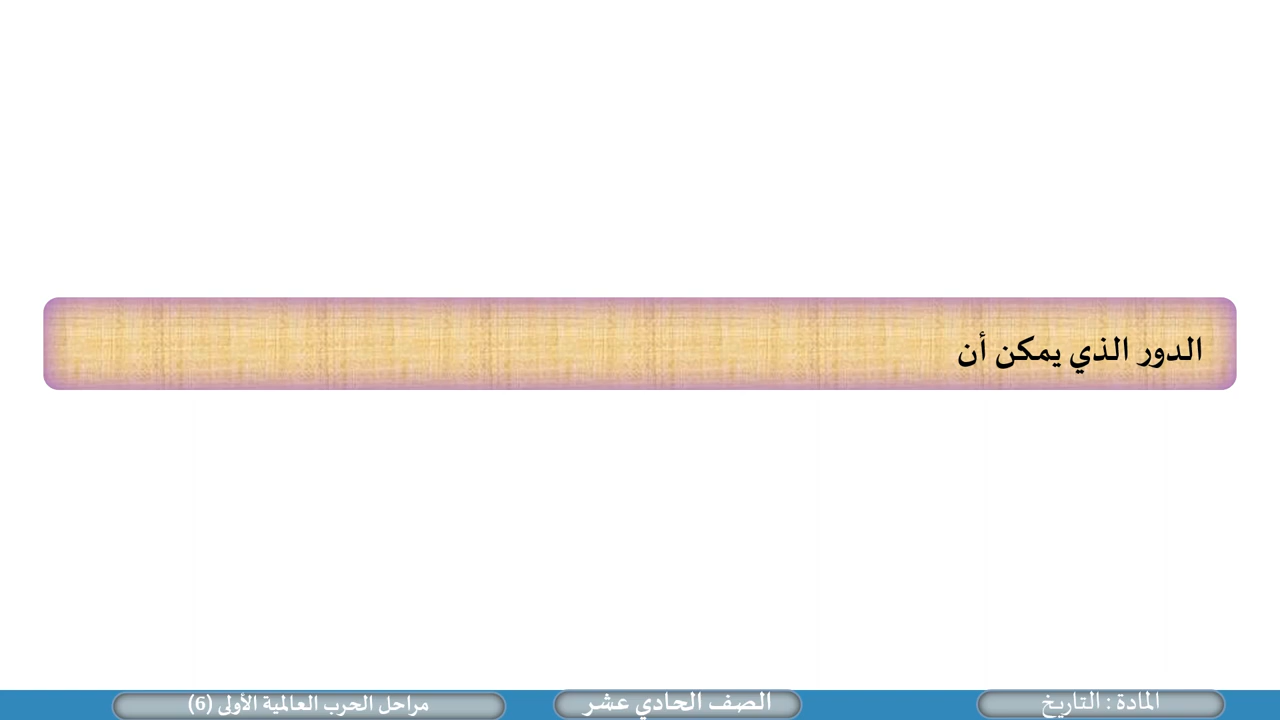 الدور الذي يمكن أن
المادة : التاريخ
الصف الحادي عشر
مراحل الحرب العالمية الأولى (6)